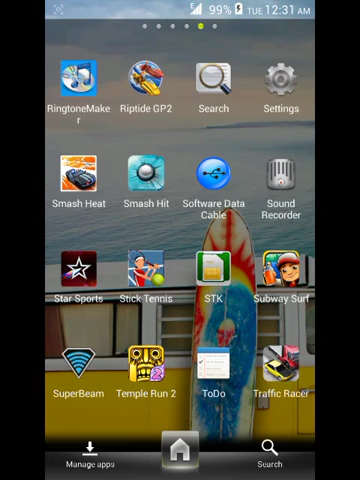 E 99% TUE 12:31 AM
RingtoneMake
r
Riptide GP2
Search
Settings
Smash Heat
Smash Hit
Software Data
Cable
Sound
Recorder
Star Sports
Stick Tennis
STK
Subway Surf
SuperBeam
Temple Run 2
ToDo
Traffic Racer
Manage apps
Search